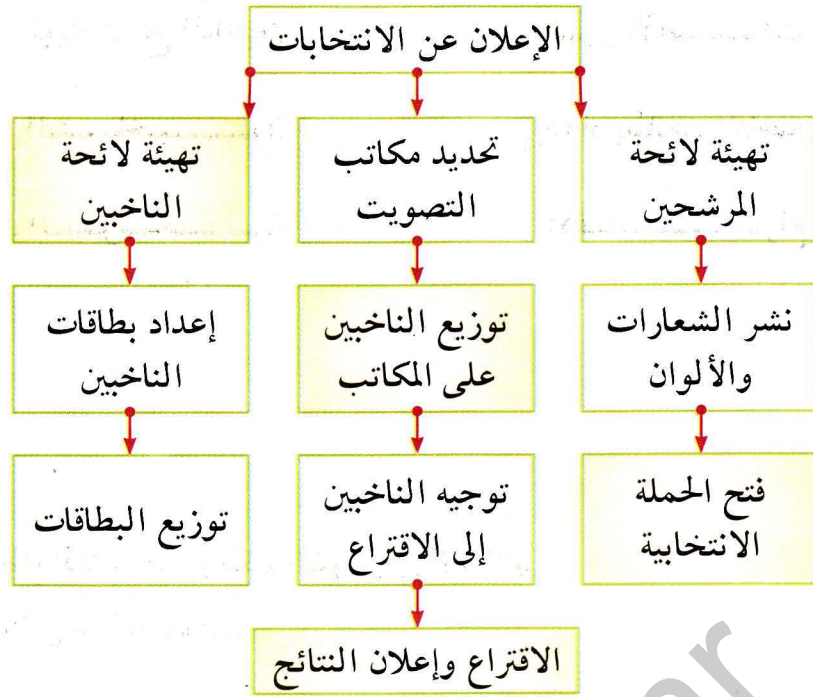 الإعلان عن الانتخابات
تهيئة لائحة
المرشحين
تحديد مكاتب
التصويت
تهيئة لائحة
الناخبين
نشر الشعارات
والألوان
توزيع الناخبين
على المكاتب
إعداد بطاقات
الناخبين
فتح الحملة
الانتخابية
توجيه الناخبين
إلى الاقتراع
توزيع البطاقات
الاقتراع وإعلان النتائج